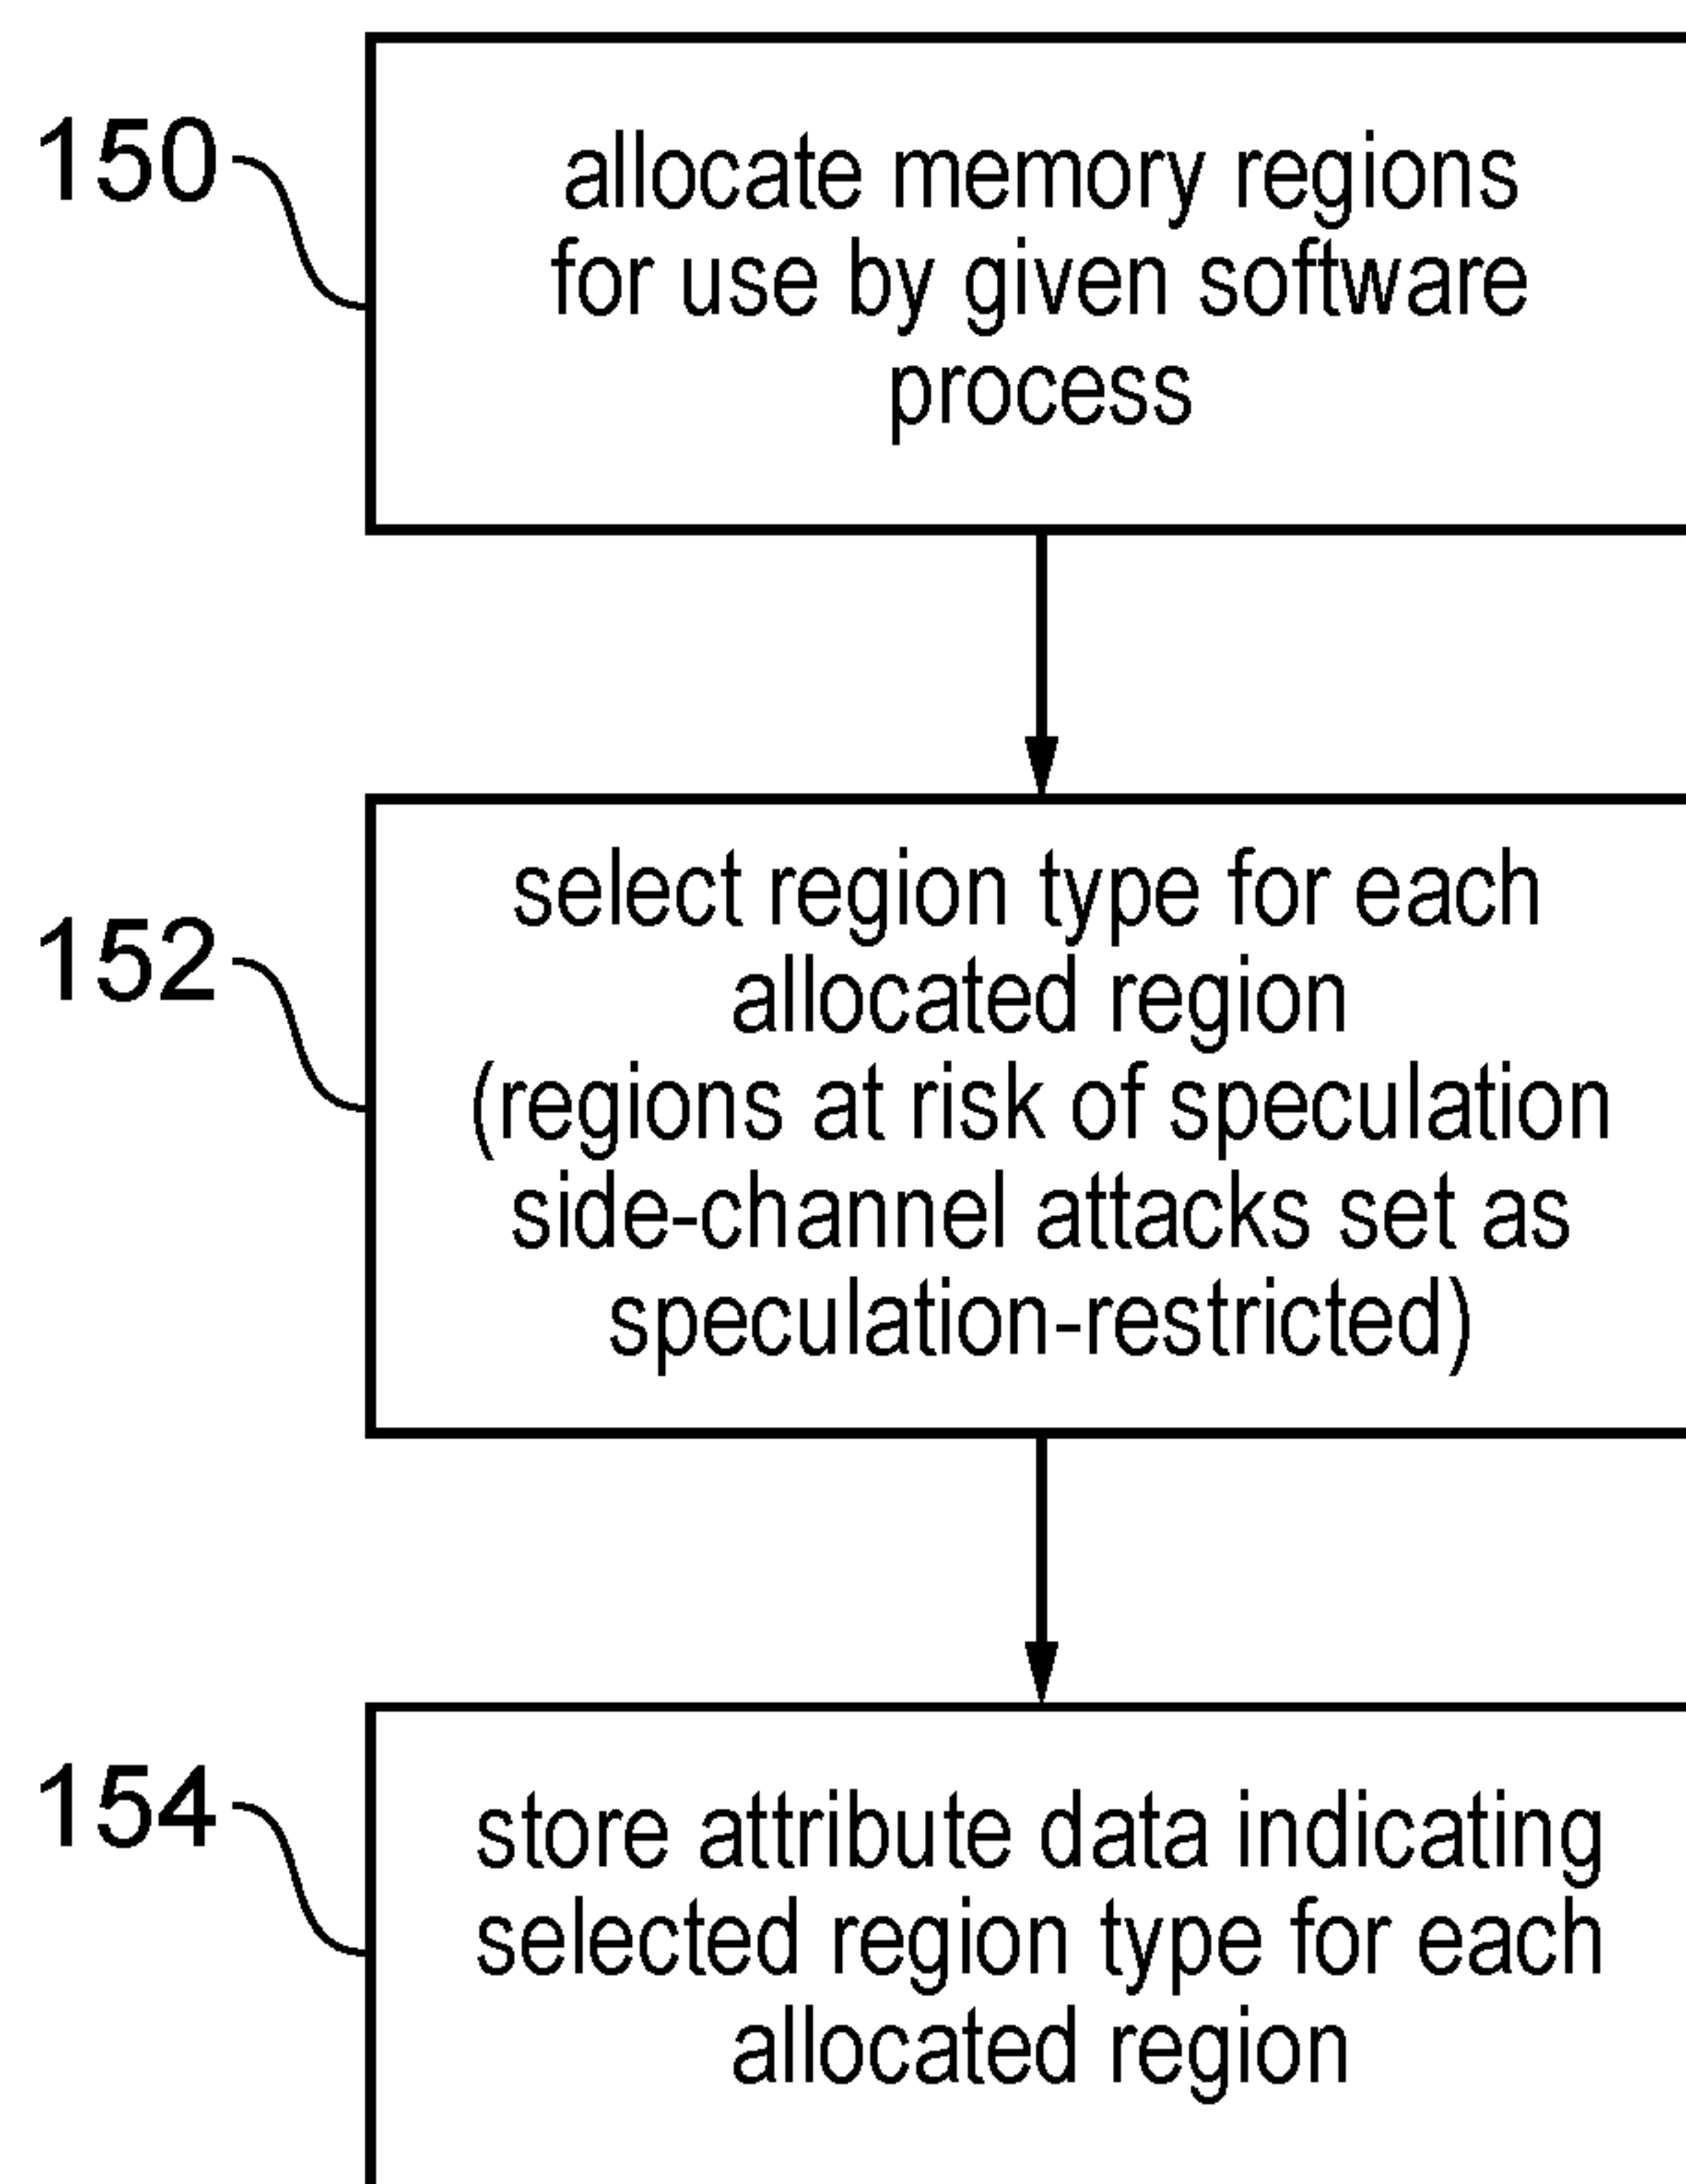 150
allocate memory regions
for use by given software
process
152
select region type for each
allocated region
(regions at risk of speculation
side-channel attacks set as
speculation-restricted)
154
store attribute data indicating
selected region type for each
allocated region